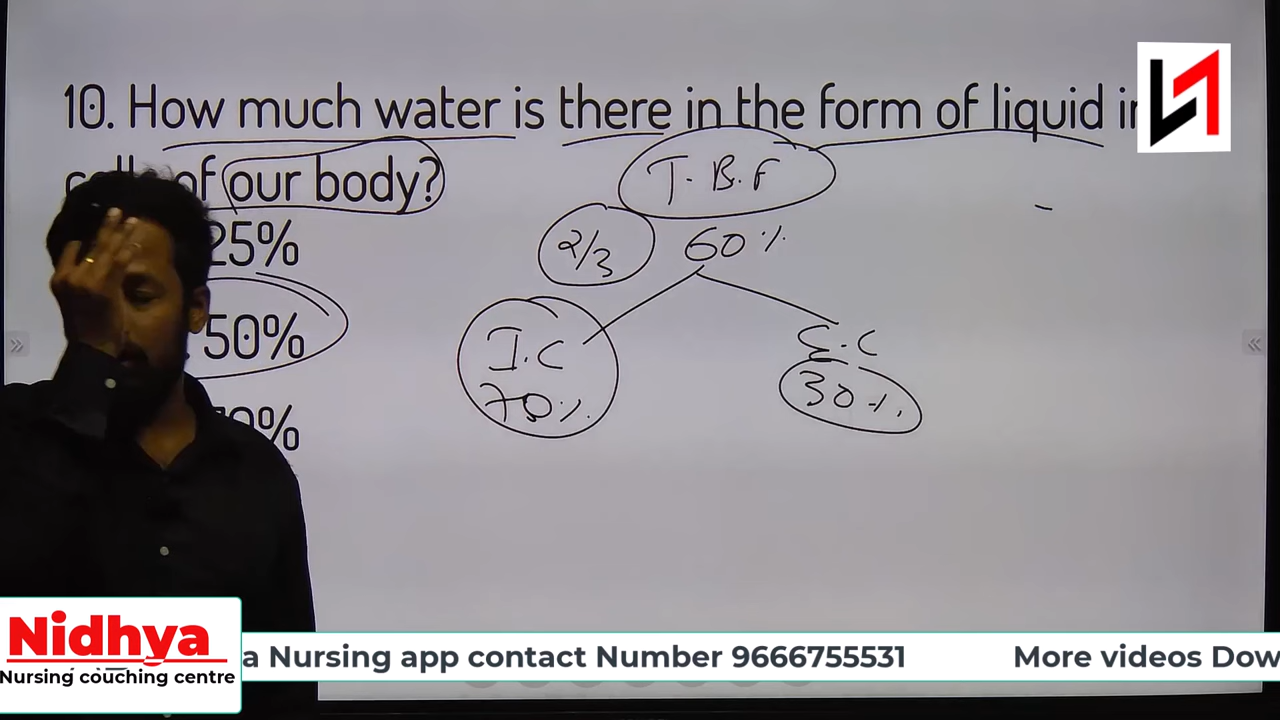 10. How much water is there in the form of liquid in
of our body?
T.B.F
25%
2/3 60%
50%
I.C E.C
70% 30%
Nidhya
Nursing couching centre
a Nursing app contact Number 9666755531 More videos Dow